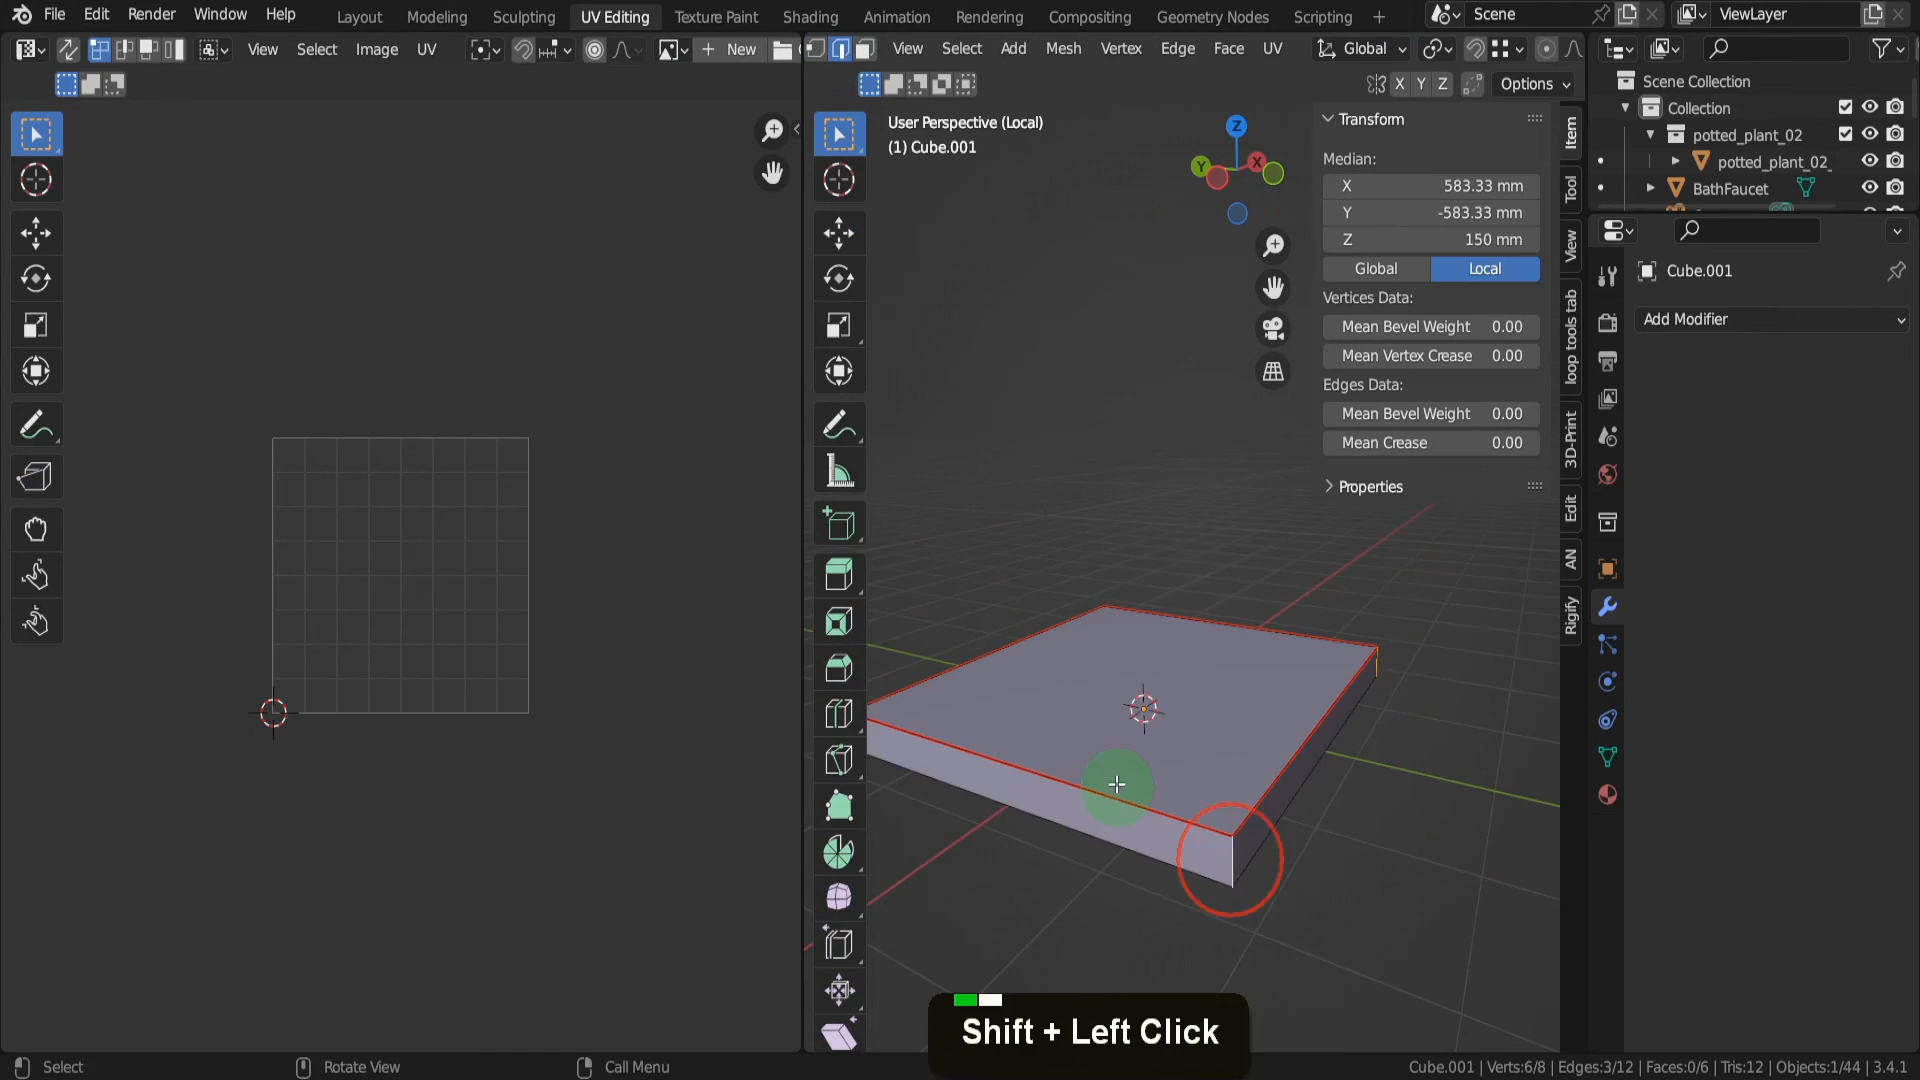 File Edit Render Window Help Layout Modeling Sculpting UV Editing Texture Paint Shading Animation Rendering Compositing Geometry Nodes Scripting + Scene ViewLayer
View Select Image UV New View Select Add Mesh Vertex Edge Face UV Global
X Y Z Options
User Perspective (Local)
(1) Cube.001
Z
Y
X
Transform
Median:
X 583.33 mm
Y -583.33 mm
Z 150 mm
Global Local
Vertices Data:
Mean Bevel Weight 0.00
Mean Vertex Crease 0.00
Edges Data:
Mean Bevel Weight 0.00
Mean Crease 0.00
Properties
Item
Tool
View
loop tools tab
3D-Print
Edit
AN
Rigify
Scene Collection
Collection
potted_plant_02
potted_plant_02_
BathFaucet
Cube.001
Add Modifier
Shift + Left Click
Select Rotate View Call Menu Cube.001 | Verts:6/8 | Edges:3/12 | Faces:0/6 | Tris:12 | Objects:1/44 | 3.4.1